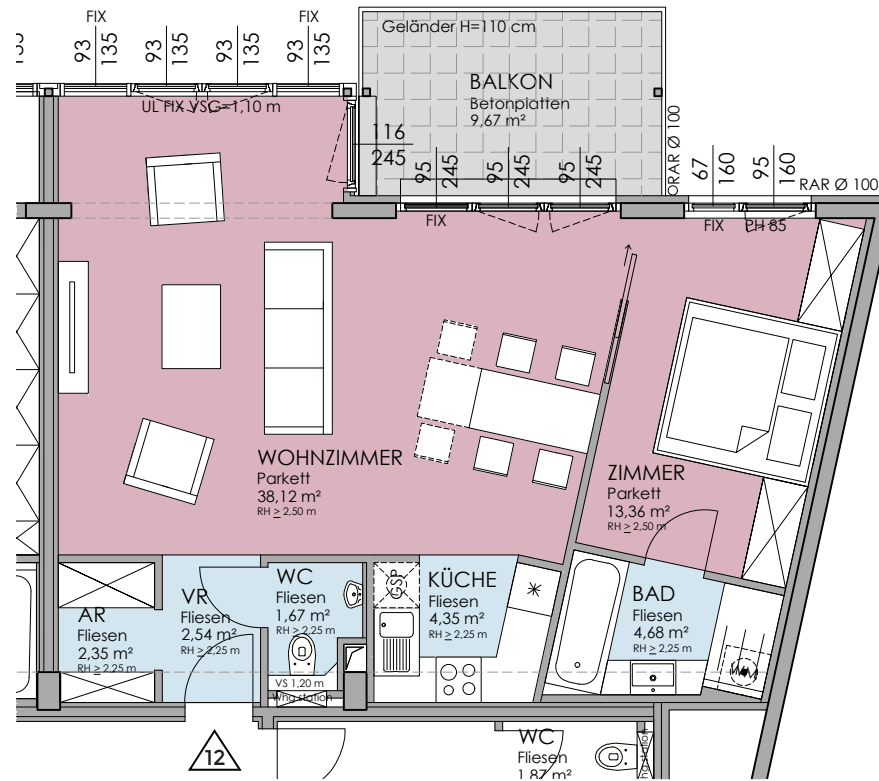 FIX
FIX
135
93
135
93
135
93
135
93
135
Geländer H=110 cm
BALKON
Betonplatten
9,67 m²
UL FIX VSG=1,10 m
116
245
95
245
95
245
95
245
ORAR Ø 100
67
160
95
160
RAR Ø 100
FIX
FIX
PH 85
WOHNZIMMER
Parkett
38,12 m²
RH ≥ 2,50 m
ZIMMER
Parkett
13,36 m²
RH ≥ 2,50 m
AR
Fliesen
2,35 m²
RH ≥ 2,25 m
VR
Fliesen
2,54 m²
RH ≥ 2,25 m
WC
Fliesen
1,67 m²
RH ≥ 2,25 m
GSP
KÜCHE
Fliesen
4,35 m²
RH ≥ 2,25 m
BAD
Fliesen
4,68 m²
RH ≥ 2,25 m
WM
VS 1,20 m
Whg-station
12
WC
Fliesen
1,87 m²